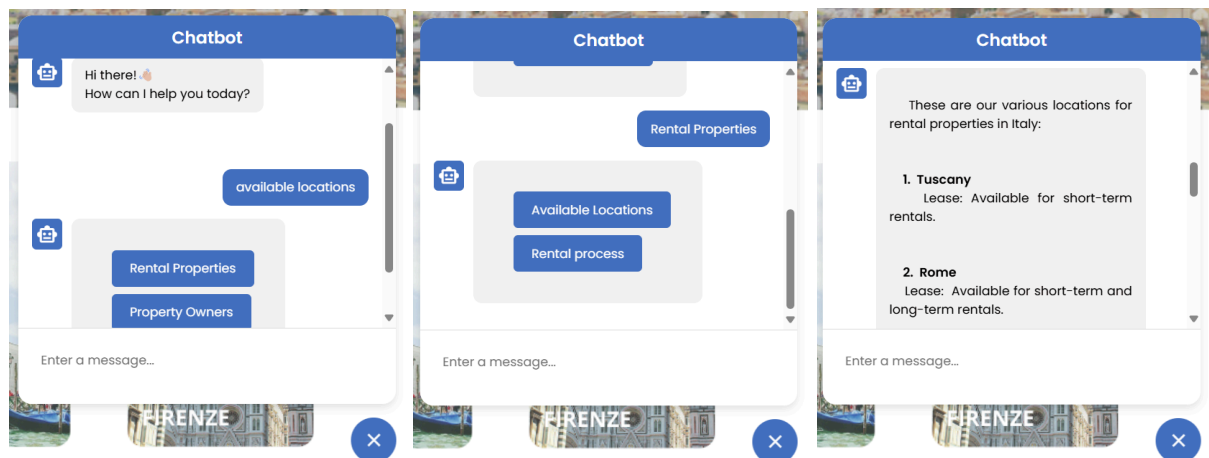 Chatbot
Hi there!
How can I help you today?
available locations
Rental Properties
Property Owners
Enter a message...
FIRENZE
Chatbot
Rental Properties
Available Locations
Rental process
Enter a message...
FIRENZE
Chatbot
These are our various locations for
rental properties in Italy:
1. Tuscany
Lease: Available for short-term
rentals.
2. Rome
Lease: Available for short-term and
long-term rentals.
Enter a message...
FIRENZE